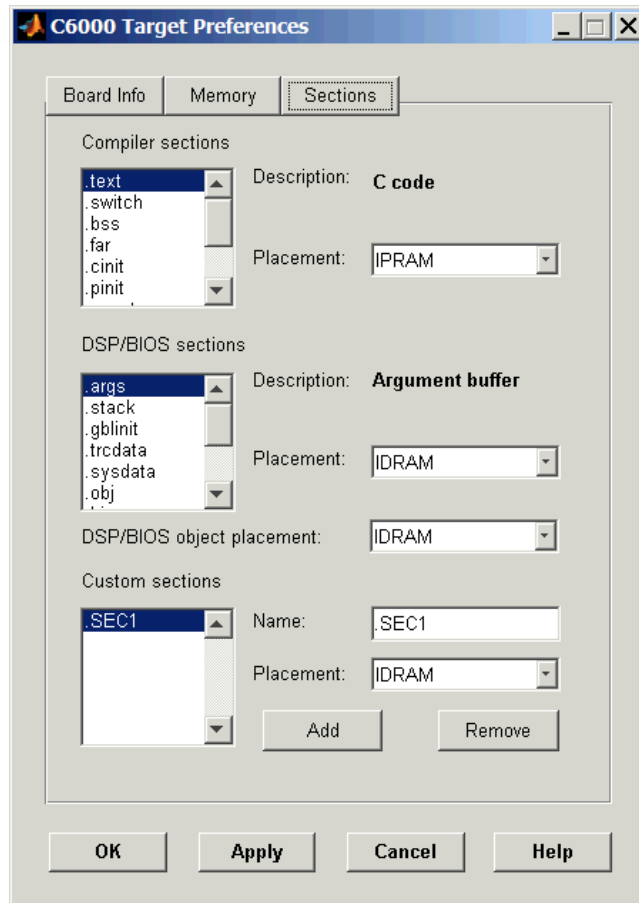 C6000 Target Preferences
Board Info Memory Sections
Compiler sections
.text
.switch
.bss
.far
.cinit
.pinit
Description: C code
Placement: IPRAM
DSP/BIOS sections
.args
.stack
.gblinit
.trcdata
.sysdata
.obj
Description: Argument buffer
Placement: IDRAM
DSP/BIOS object placement: IDRAM
Custom sections
.SEC1
Name: .SEC1
Placement: IDRAM
Add Remove
OK Apply Cancel Help